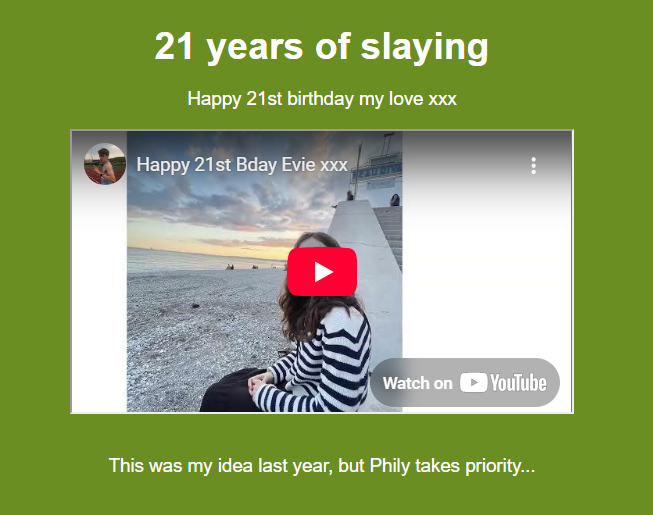 21 years of slaying
Happy 21st birthday my love xxx
Happy 21st Bday Evie xxx
Watch on YouTube
This was my idea last year, but Phily takes priority...